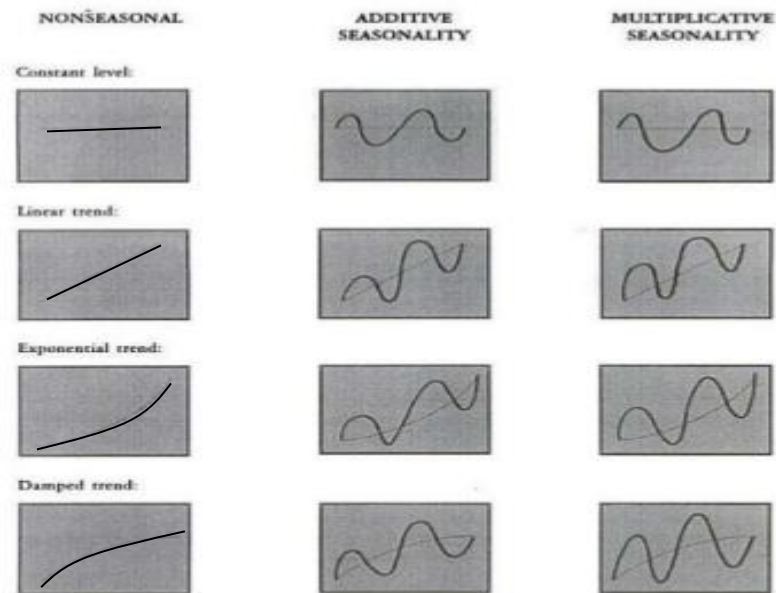 NONSEASONAL
ADDITIVE
SEASONALITY
MULTIPLICATIVE
SEASONALITY
Constant level:
Linear trend:
Exponential trend:
Damped trend: